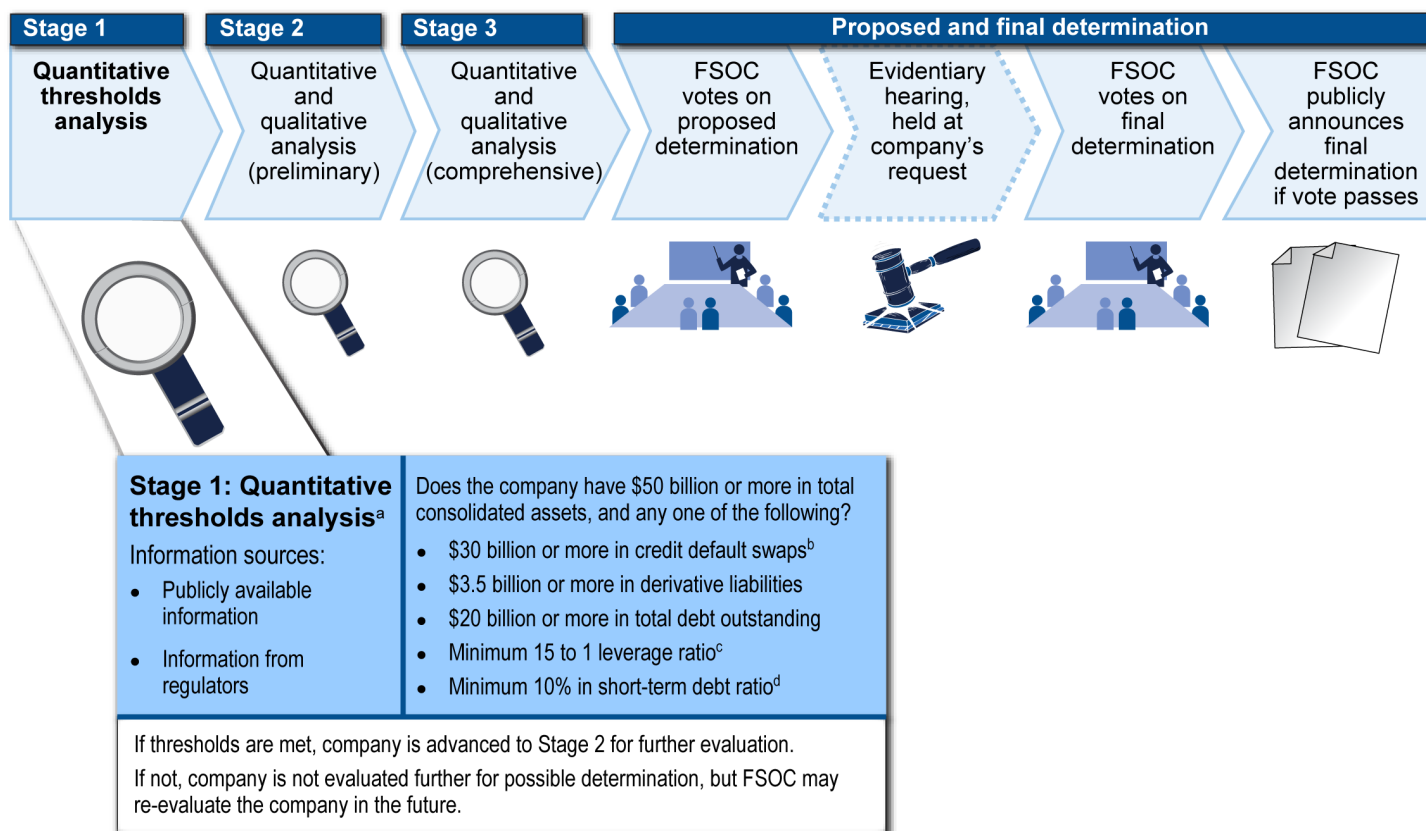 Stage 1
Stage 2
Stage 3
Proposed and final determination
Quantitative
thresholds
analysis
Quantitative
and
qualitative
analysis
(preliminary)
Quantitative
and
qualitative
analysis
(comprehensive)
FSOC
votes on
proposed
determination
Evidentiary
hearing,
held at
company’s
request
FSOC
votes on
final
determination
FSOC
publicly
announces
final
determination
if vote passes
Stage 1: Quantitative
thresholds analysisᵃ
Information sources:
• Publicly available
information
• Information from
regulators
Does the company have $50 billion or more in total
consolidated assets, and any one of the following?
• $30 billion or more in credit default swapsᵇ
• $3.5 billion or more in derivative liabilities
• $20 billion or more in total debt outstanding
• Minimum 15 to 1 leverage ratioᶜ
• Minimum 10% in short-term debt ratioᵈ
If thresholds are met, company is advanced to Stage 2 for further evaluation.
If not, company is not evaluated further for possible determination, but FSOC may
re-evaluate the company in the future.